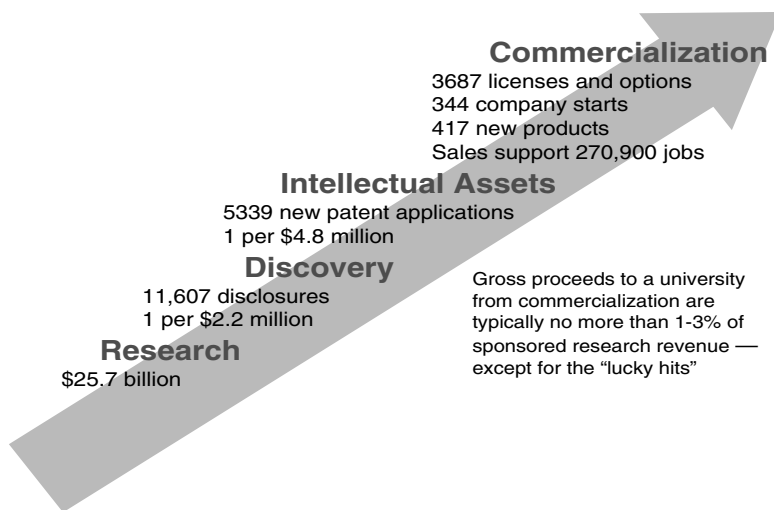 Commercialization
3687 licenses and options
344 company starts
417 new products
Sales support 270,900 jobs
Intellectual Assets
5339 new patent applications
1 per $4.8 million
Discovery
11,607 disclosures
1 per $2.2 million
Research
$25.7 billion
Gross proceeds to a university
from commercialization are
typically no more than 1-3% of
sponsored research revenue —
except for the “lucky hits”